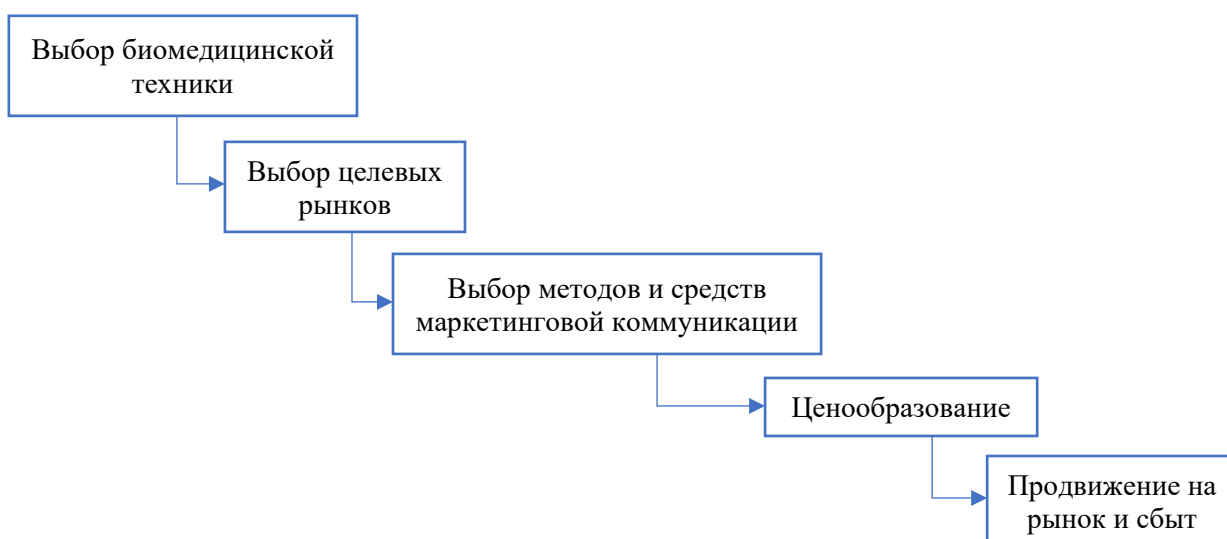 Выбор биомедицинской
техники
Выбор целевых
рынков
Выбор методов и средств
маркетинговой коммуникации
Ценообразование
Продвижение на
рынок и сбыт